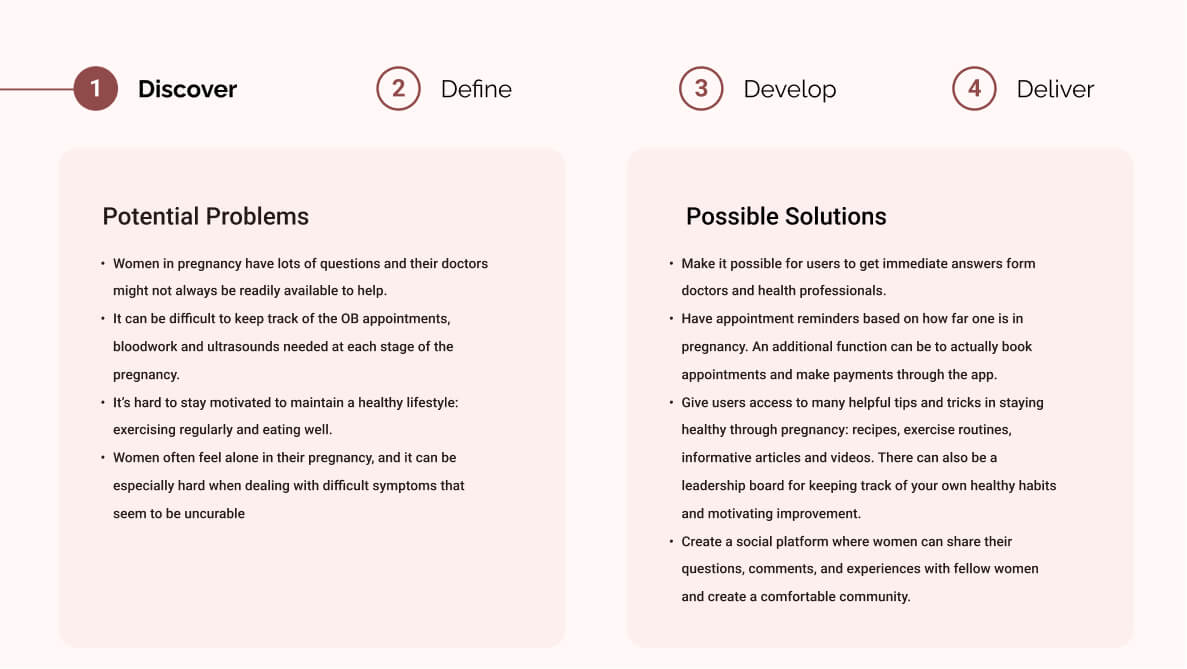 1 Discover 2 Define 3 Develop 4 Deliver
Potential Problems
• Women in pregnancy have lots of questions and their doctors
might not always be readily available to help.
• It can be difficult to keep track of the OB appointments,
bloodwork and ultrasounds needed at each stage of the
pregnancy.
• It’s hard to stay motivated to maintain a healthy lifestyle:
exercising regularly and eating well.
• Women often feel alone in their pregnancy, and it can be
especially hard when dealing with difficult symptoms that
seem to be uncurable
Possible Solutions
• Make it possible for users to get immediate answers form
doctors and health professionals.
• Have appointment reminders based on how far one is in
pregnancy. An additional function can be to actually book
appointments and make payments through the app.
• Give users access to many helpful tips and tricks in staying
healthy through pregnancy: recipes, exercise routines,
informative articles and videos. There can also be a
leadership board for keeping track of your own healthy habits
and motivating improvement.
• Create a social platform where women can share their
questions, comments, and experiences with fellow women
and create a comfortable community.